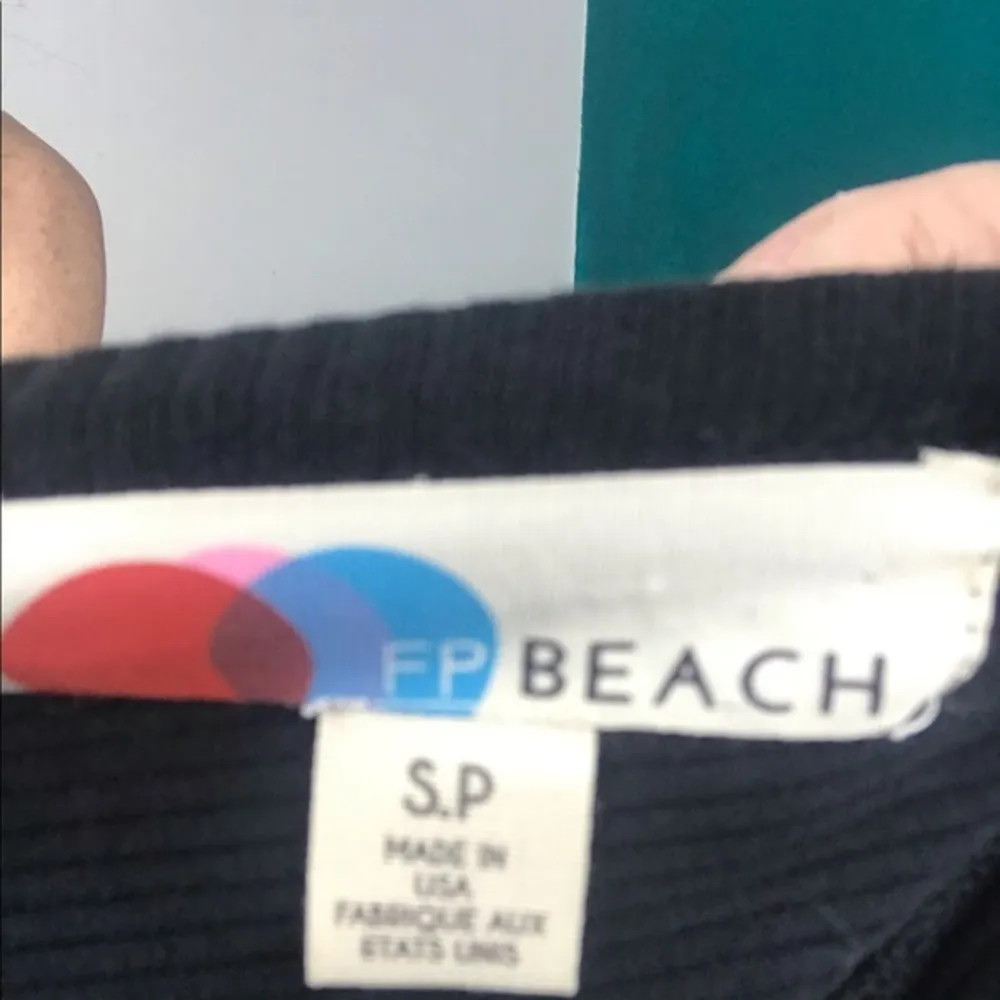 FP BEACH
S.P
MADE IN
USA
FABRIQUE AUX
ETATS UNIS